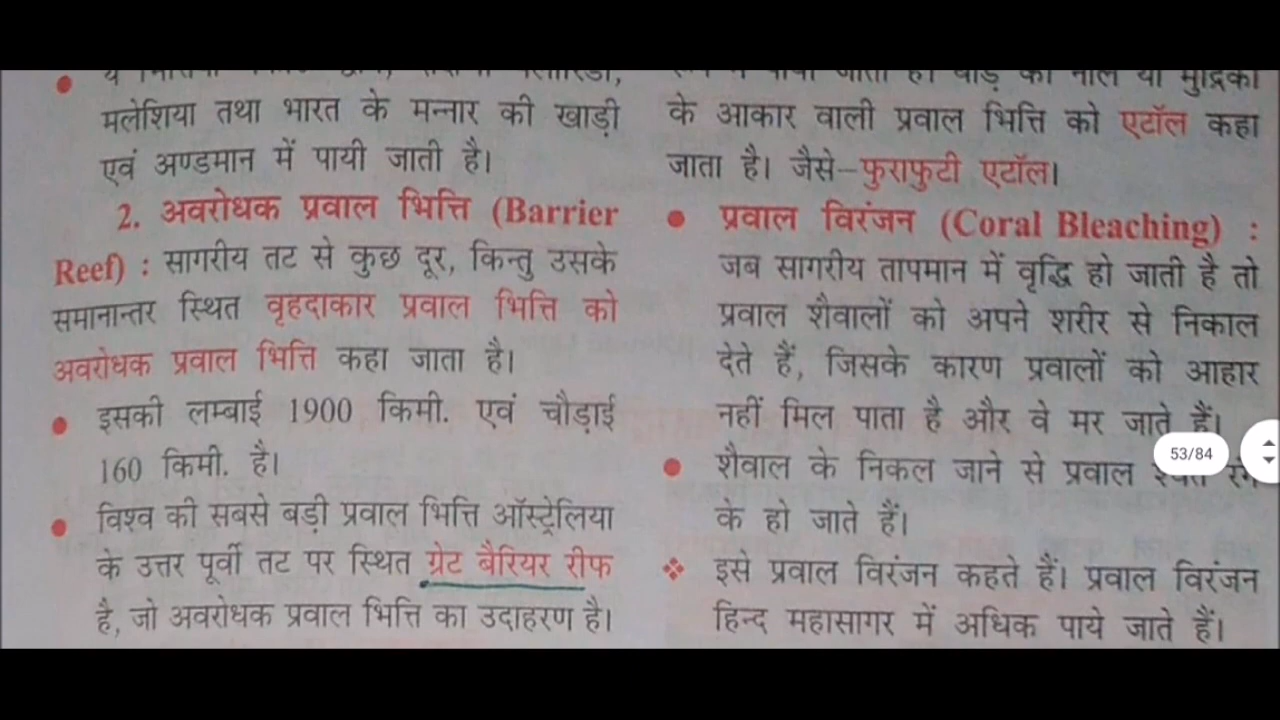 मलेशिया तथा भारत के मन्नार की खाड़ी
एवं अण्डमान में पायी जाती है।
2. अवरोधक प्रवाल भित्ति (Barrier
Reef) : सागरीय तट से कुछ दूर, किन्तु उसके
समानान्तर स्थित वृहदाकार प्रवाल भित्ति को
अवरोधक प्रवाल भित्ति कहा जाता है।
इसकी लम्बाई 1900 किमी. एवं चौड़ाई
160 किमी. है।
विश्व की सबसे बड़ी प्रवाल भित्ति ऑस्ट्रेलिया
के उत्तर पूर्वी तट पर स्थित ग्रेट बैरियर रीफ
है, जो अवरोधक प्रवाल भित्ति का उदाहरण है।
के आकार वाली प्रवाल भित्ति को एटॉल कहा
जाता है। जैसे–फुराफुटी एटॉल।
प्रवाल विरंजन (Coral Bleaching) :
जब सागरीय तापमान में वृद्धि हो जाती है तो
प्रवाल शैवालों को अपने शरीर से निकाल
देते हैं, जिसके कारण प्रवालों को आहार
नहीं मिल पाता है और वे मर जाते हैं।
शैवाल के निकल जाने से प्रवाल
के हो जाते हैं।
इसे प्रवाल विरंजन कहते हैं। प्रवाल विरंजन
हिन्द महासागर में अधिक पाये जाते हैं।
53/84